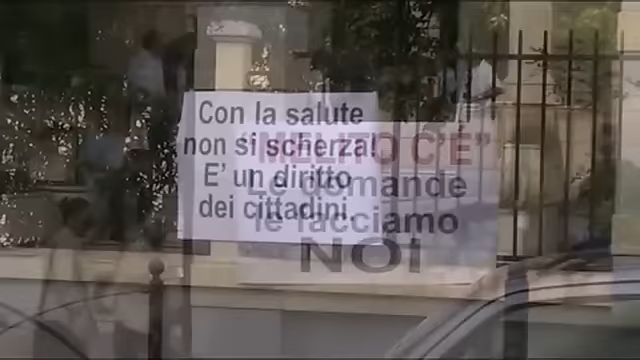 Con la salute
non si scherza!
E' un diritto
dei cittadini.
"MELITO C'È"
Le domande
le facciamo
NOI